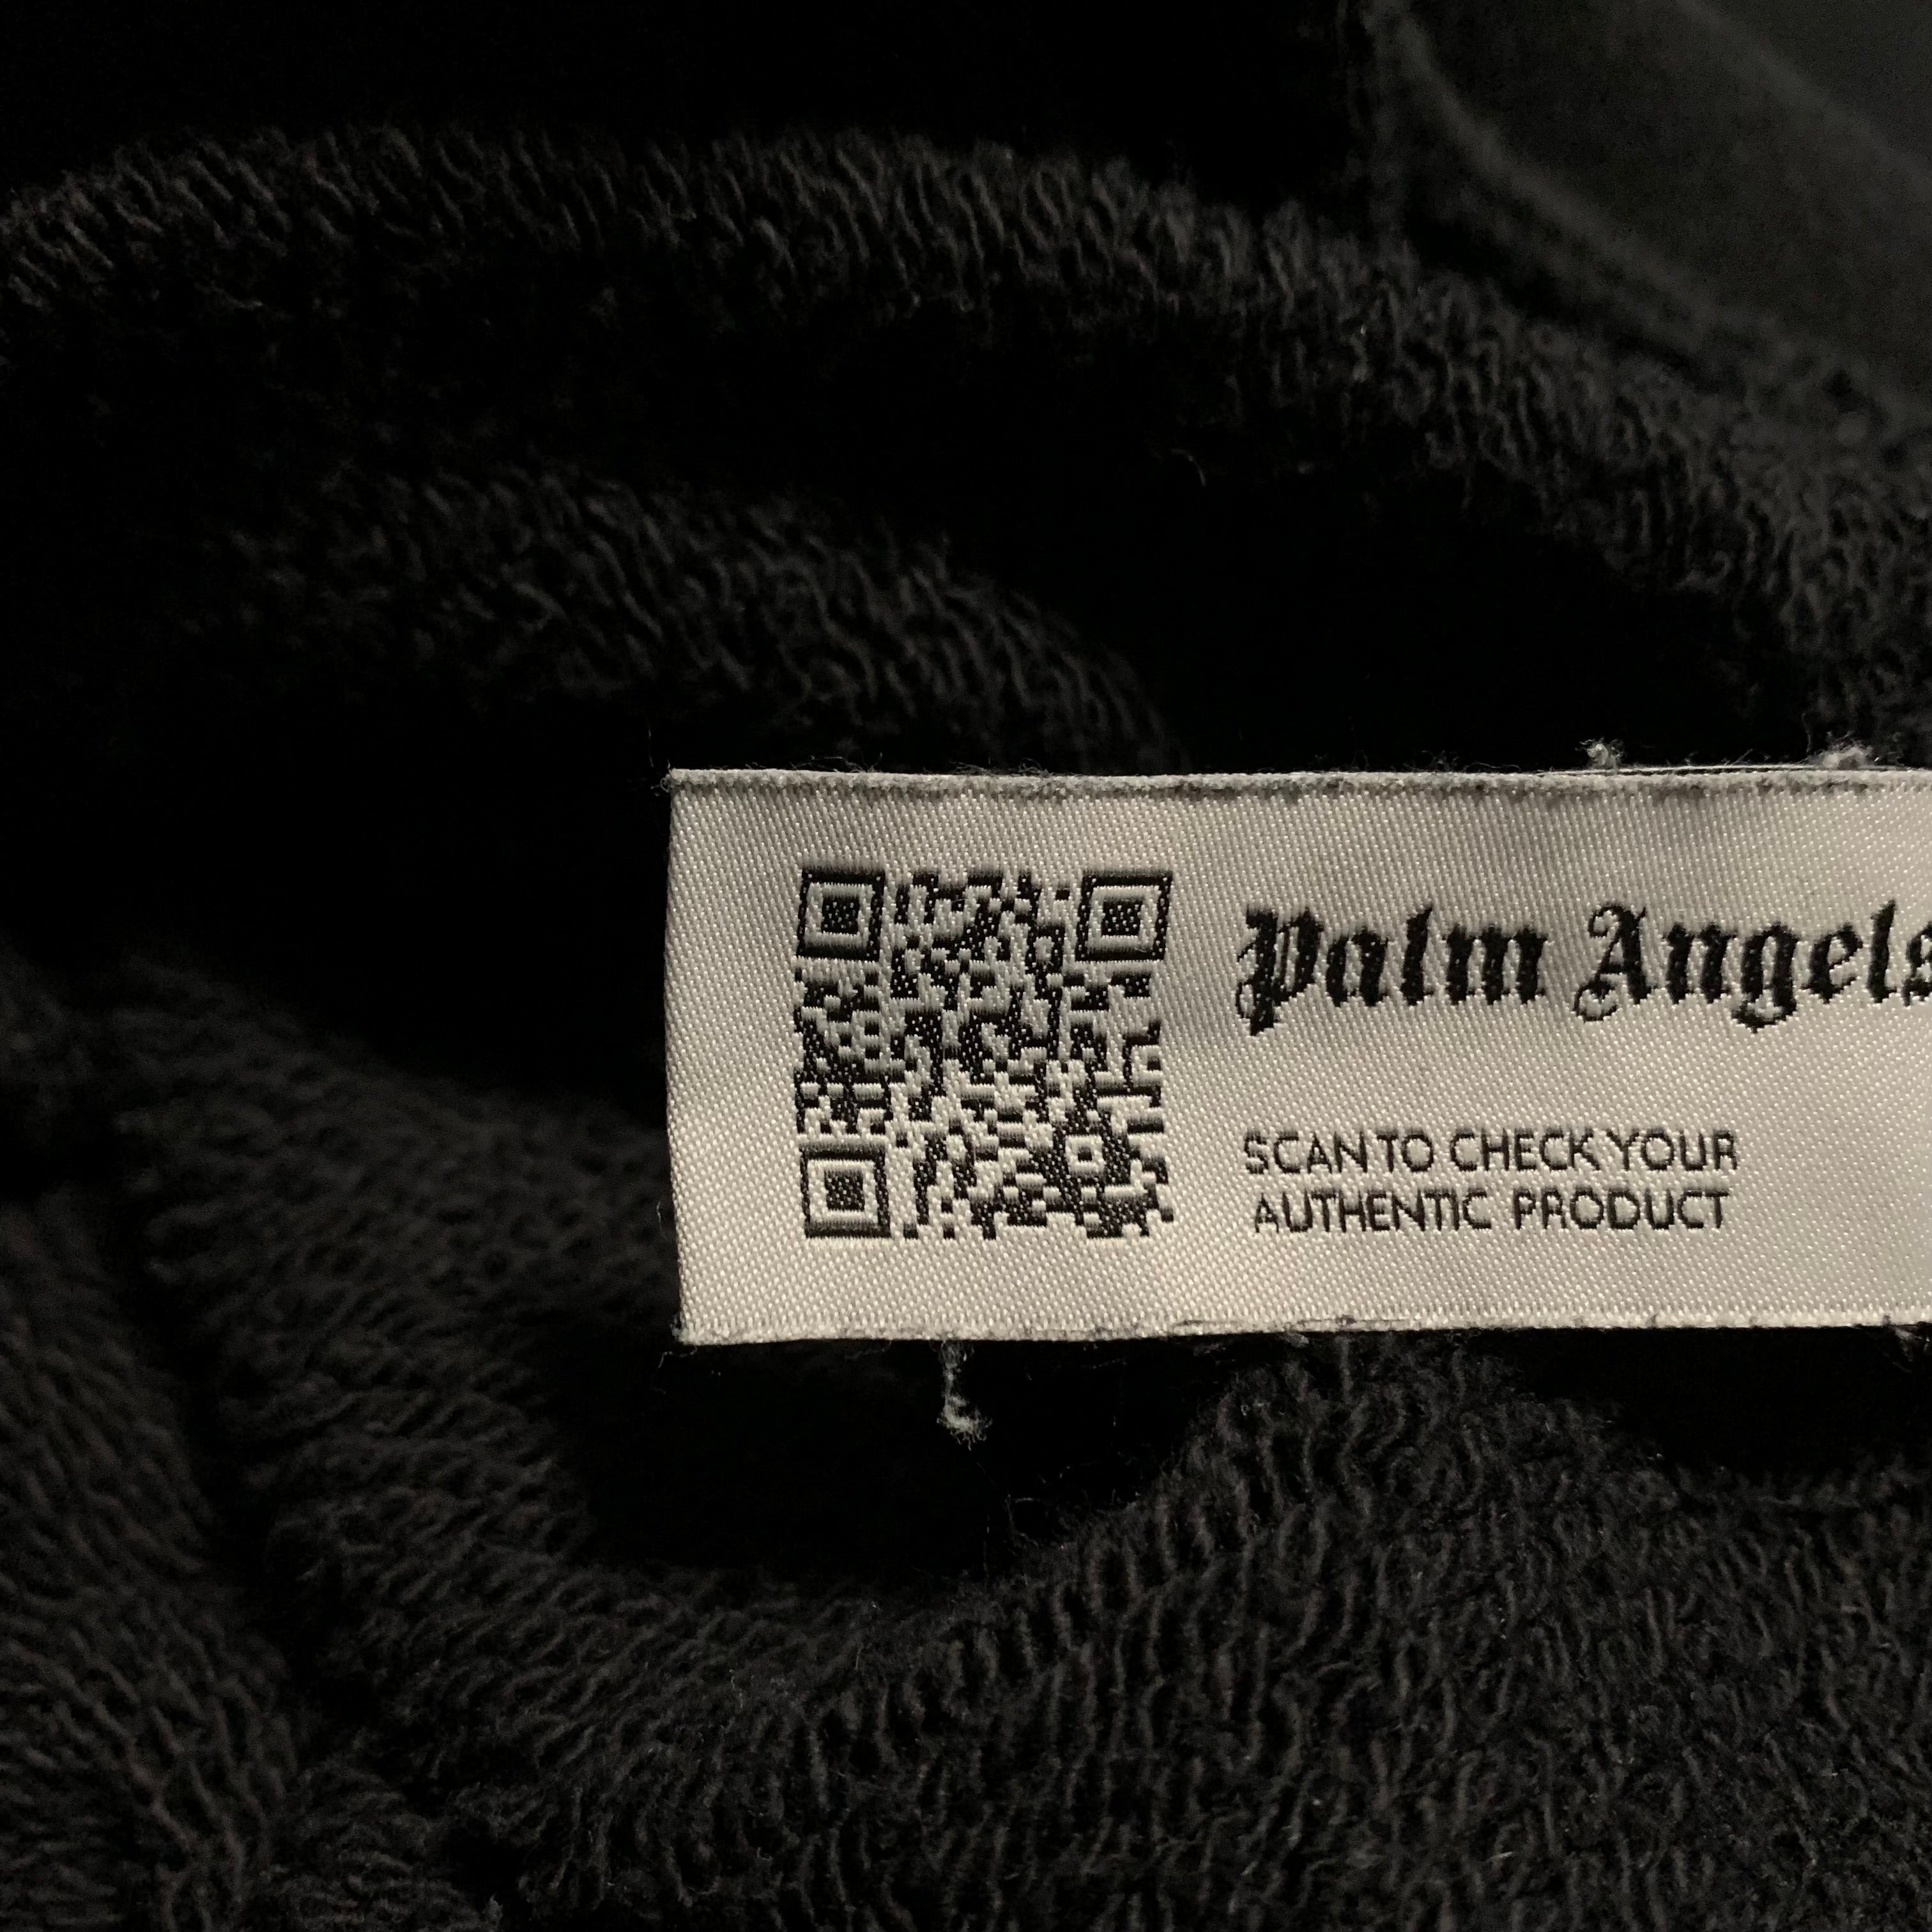 Palm Angels
SCAN TO CHECK YOUR
AUTHENTIC PRODUCT